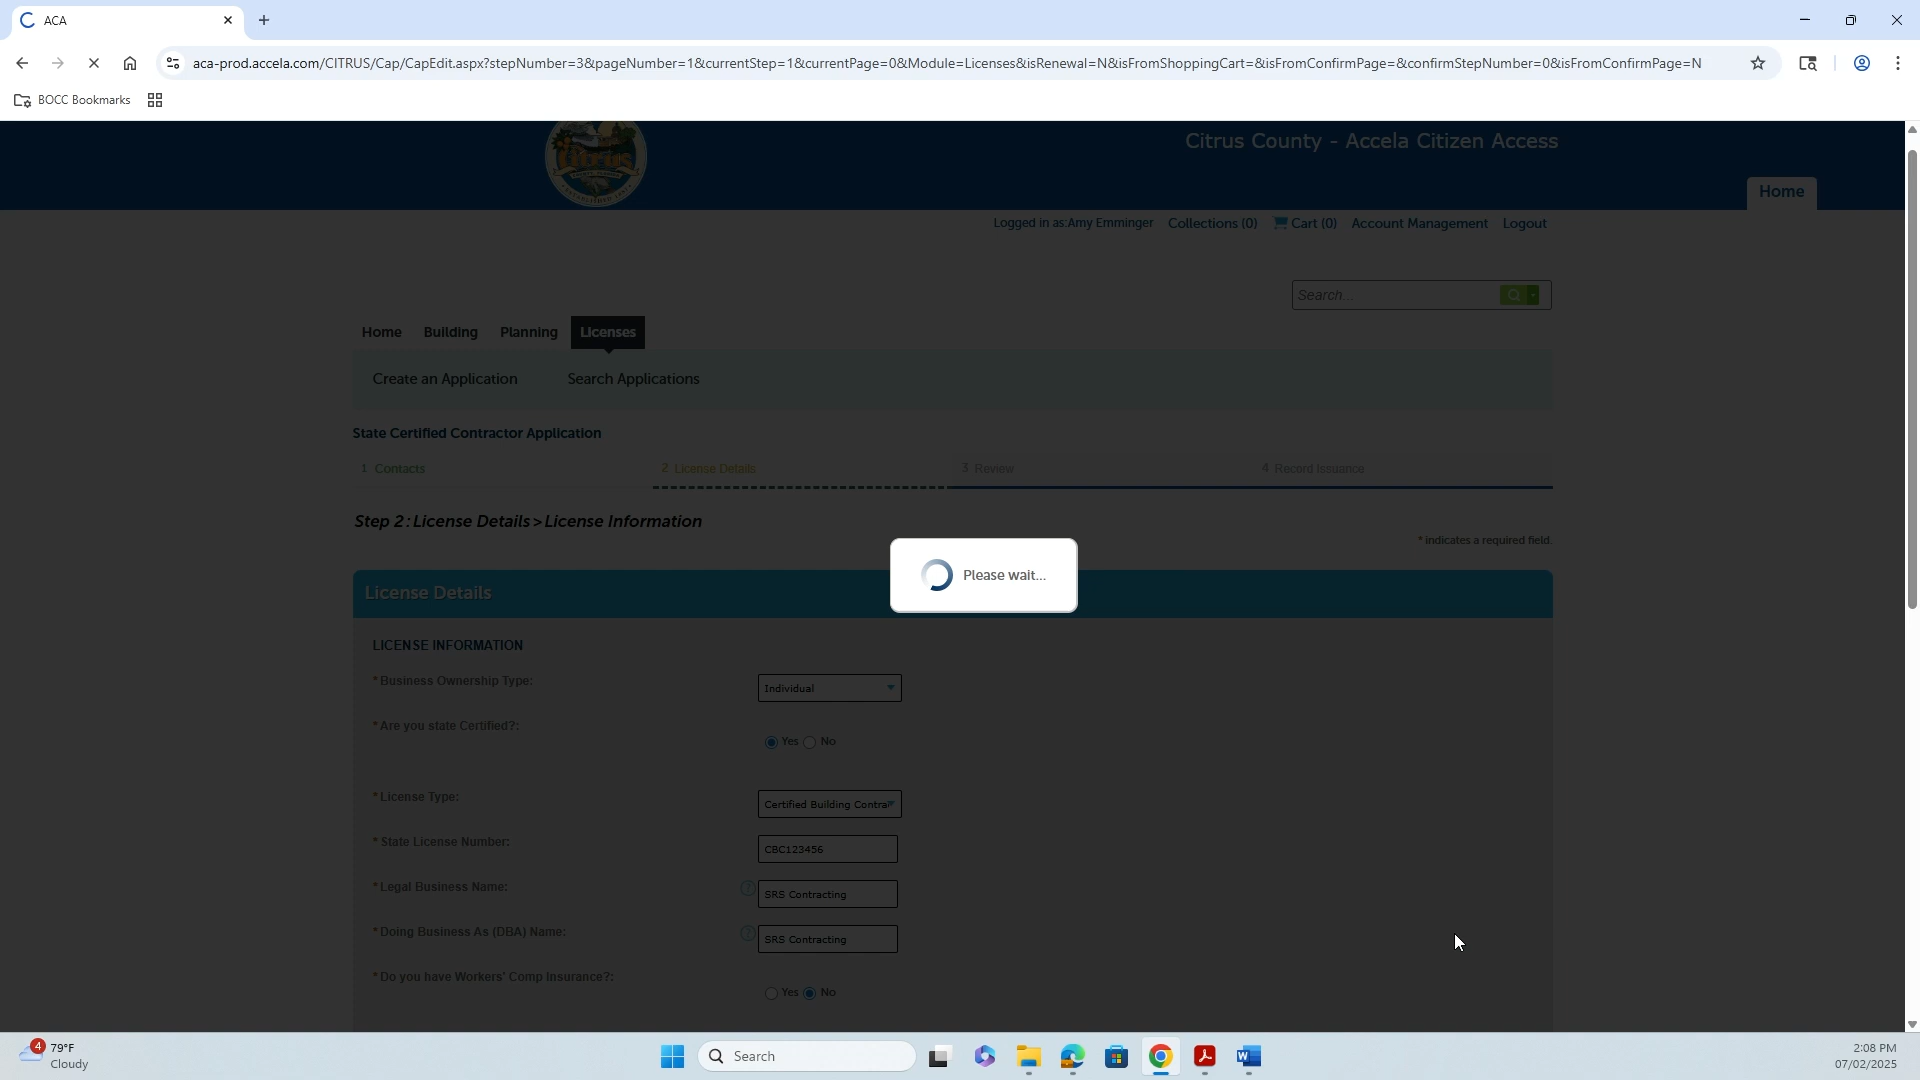 ACA
aca-prod.accela.com/CITRUS/Cap/CapEdit.aspx?stepNumber=3&pageNumber=1&currentStep=1&currentPage=0&Module=Licenses&isRenewal=N&isFromShoppingCart=&isFromConfirmPage=&confirmStepNumber=0&isFromConfirmPage=N
BOCC Bookmarks
Citrus
Citrus County - Accela Citizen Access
Home
Logged in as:Amy Emminger Collections (0) Cart (0) Account Management Logout
Search...
Home Building Planning Licenses
Create an Application Search Applications
State Certified Contractor Application
1 Contacts 2 License Details 3 Review 4 Record Issuance
Step 2: License Details > License Information
* indicates a required field.
Please wait...
License Details
LICENSE INFORMATION
* Business Ownership Type: Individual
* Are you state Certified?: Yes No
* License Type: Certified Building Contra
* State License Number: CBC123456
* Legal Business Name: ? SRS Contracting
* Doing Business As (DBA) Name: ? SRS Contracting
* Do you have Workers' Comp Insurance?: Yes No
4 79°F
Cloudy
Search
2:08 PM
07/02/2025